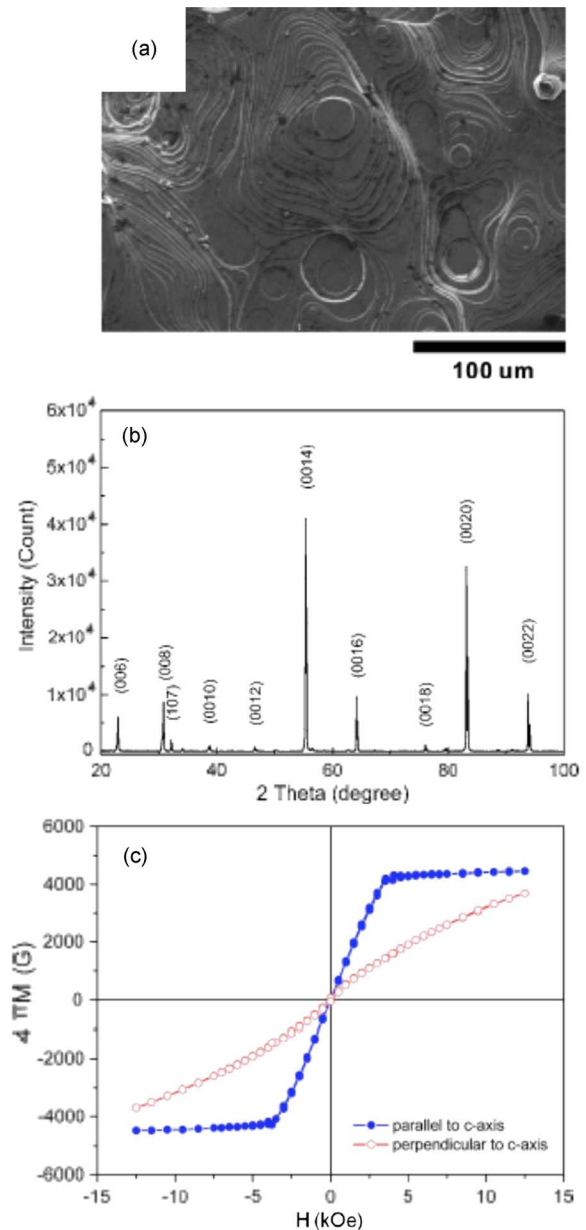 (a)
100 um
(b)
6x10⁴
5x10⁴
4x10⁴
3x10⁴
2x10⁴
1x10⁴
0
Intensity (Count)
(006)
(008)
(107)
(0010)
(0012)
(0014)
(0016)
(0018)
(0020)
(0022)
20 40 60 80 100
2 Theta (degree)
(c)
6000
4000
2000
0
-2000
-4000
-6000
4 πM (G)
parallel to c-axis
perpendicular to c-axis
-15 -10 -5 0 5 10 15
H (kOe)